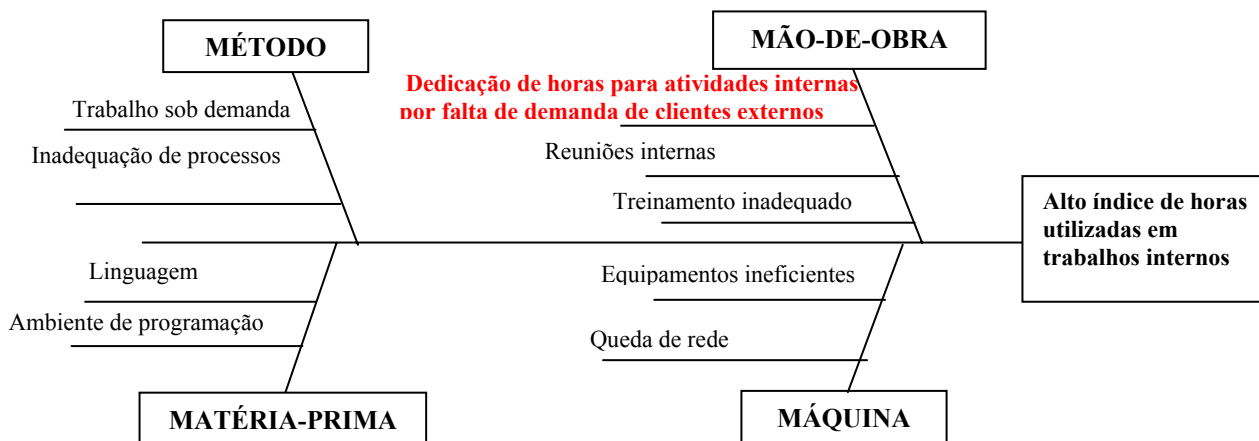 MÉTODO
MÃO-DE-OBRA
Dedicação de horas para atividades internas
por falta de demanda de clientes externos
Trabalho sob demanda
Inadequação de processos
Reuniões internas
Treinamento inadequado
Alto índice de horas
utilizadas em
trabalhos internos
Linguagem
Ambiente de programação
Equipamentos ineficientes
Queda de rede
MATÉRIA-PRIMA
MÁQUINA